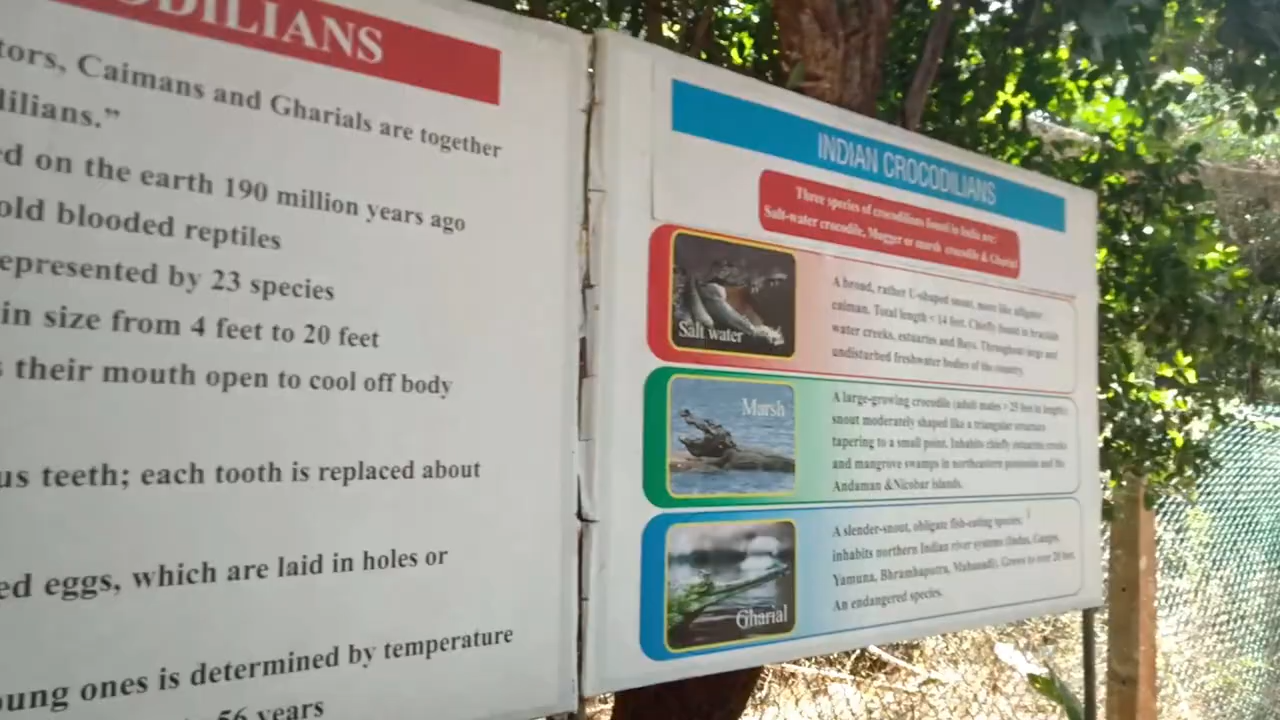 ODILIANS
tors, Caimans and Gharials are together
dilians.”
ed on the earth 190 million years ago
old blooded reptiles
epresented by 23 species
in size from 4 feet to 20 feet
s their mouth open to cool off body
us teeth; each tooth is replaced about
ed eggs, which are laid in holes or
oung ones is determined by temperature
56 years
INDIAN CROCODILIANS
Three species of crocodilians found in India are:
Salt-water crocodile, Mugger or marsh crocodile & Gharial
Salt water
A broad, rather U-shaped snout, more like alligator
caiman. Total length < 14 feet. Chiefly found in brackish
water creeks, estuaries and Bays. Throughout large and
undisturbed freshwater bodies of the country.
Marsh
A large-growing crocodile (adult males > 25 feet in length)
snout moderately shaped like a triangular structure
tapering to a small point. Inhabits chiefly estuarine creeks
and mangrove swamps in northeastern peninsula and the
Andaman &Nicobar islands.
Gharial
A slender-snout, obligate fish-eating species;
inhabits northern Indian river systems (Indus, Ganges,
Yamuna, Bhramhaputra, Mahanadi). Grows to over 20 feet.
An endangered species.